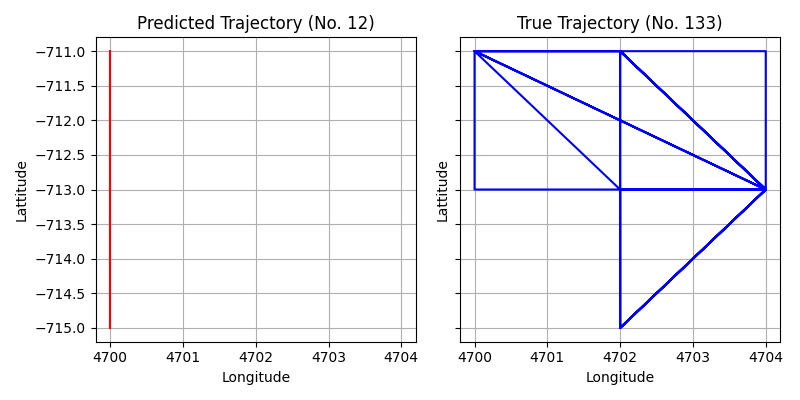 Predicted Trajectory (No. 12)
True Trajectory (No. 133)
−711.0
−711.5
−712.0
−712.5
−713.0
−713.5
−714.0
−714.5
−715.0
Lattitude
Lattitude
4700 4701 4702 4703 4704
4700 4701 4702 4703 4704
Longitude
Longitude